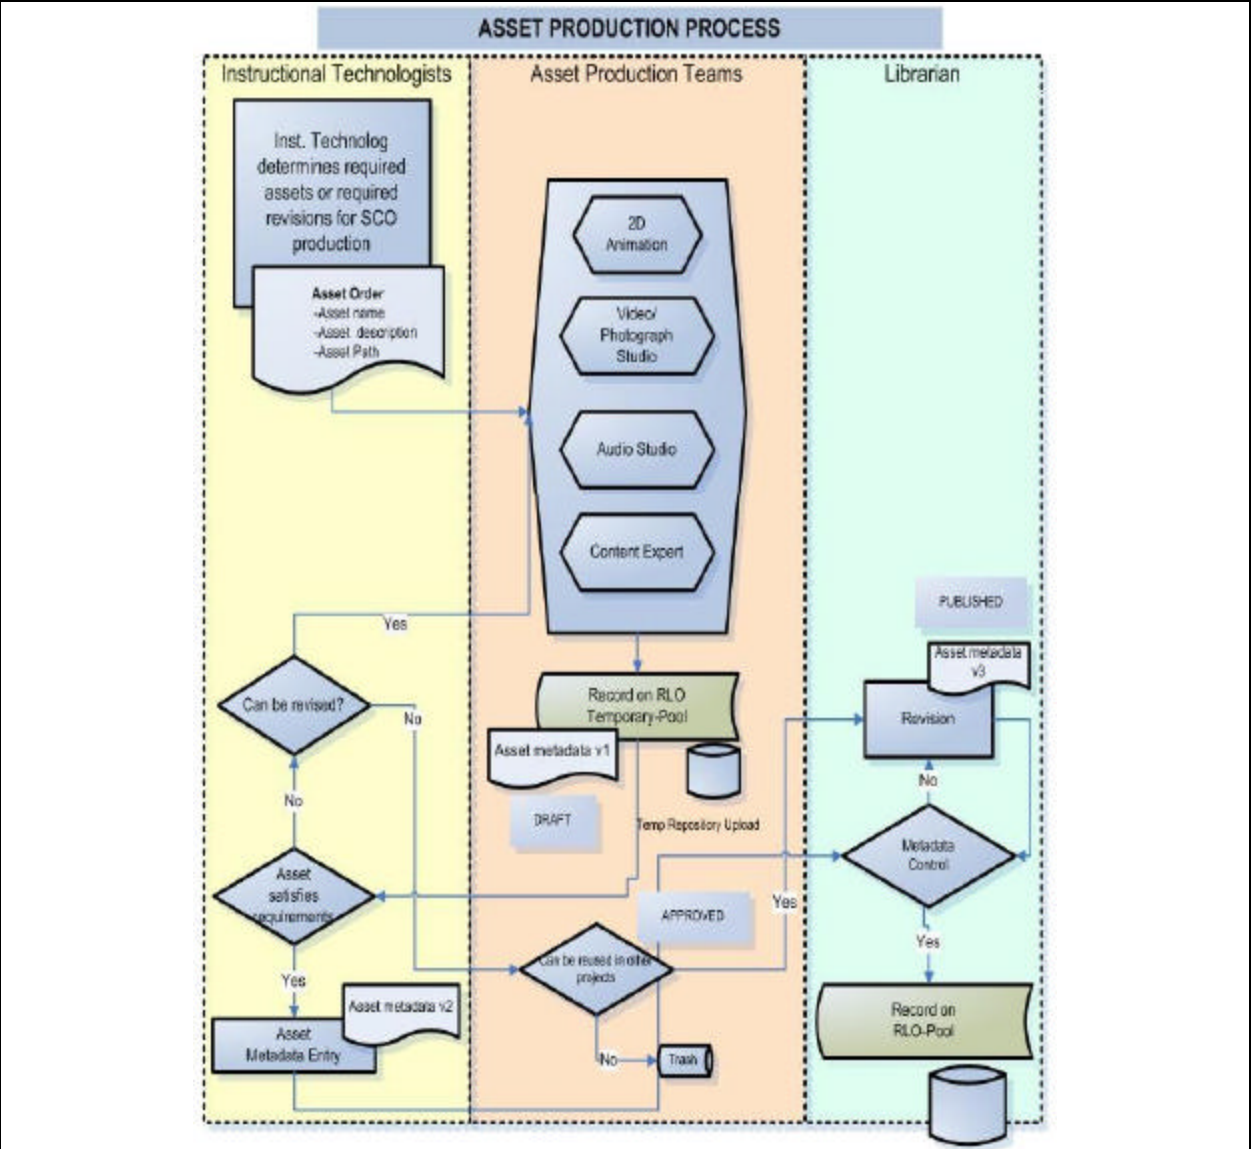 ASSET PRODUCTION PROCESS
Instructional Technologists
Asset Production Teams
Librarian
Inst. Technolog
determines required
assets or required
revisions for SCO
production
Asset Order
-Asset name
-Asset description
-Asset Path
2D
Animation
Video/
Photograph
Studio
Audio Studio
Content Expert
PUBLISHED
Yes
Asset metadata
v3
Can be revised?
No
Record on RLO
Temporary-Pool
Revision
Asset metadata v1
No
No
DRAFT
Temp Repository Upload
Metadata
Control
Asset
satisfies
requirements
Yes
APPROVED
Yes
Can be reused in other
projects
Yes
Asset metadata v2
Record on
RLO-Pool
Asset
Metadata Entry
No
Trash